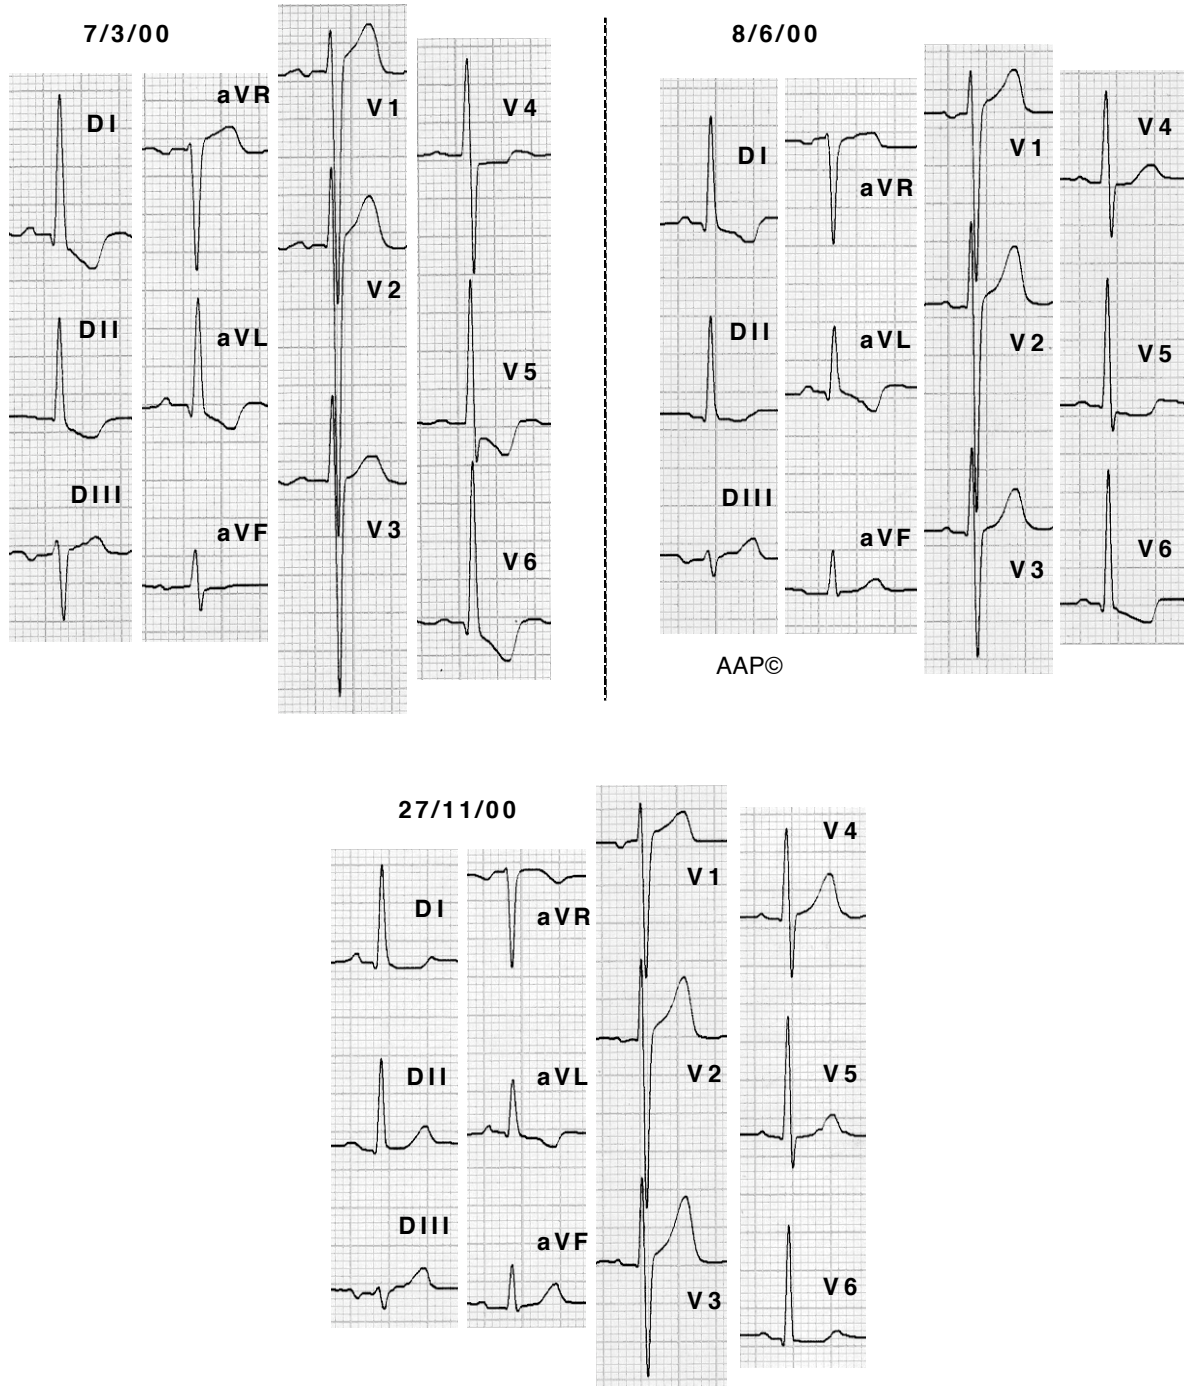 7/3/00
DI
DII
DIII
aVR
aVL
aVF
V1
V2
V3
V4
V5
V6
8/6/00
DI
DII
DIII
aVR
aVL
aVF
V1
V2
V3
V4
V5
V6
AAP©
27/11/00
DI
DII
DIII
aVR
aVL
aVF
V1
V2
V3
V4
V5
V6